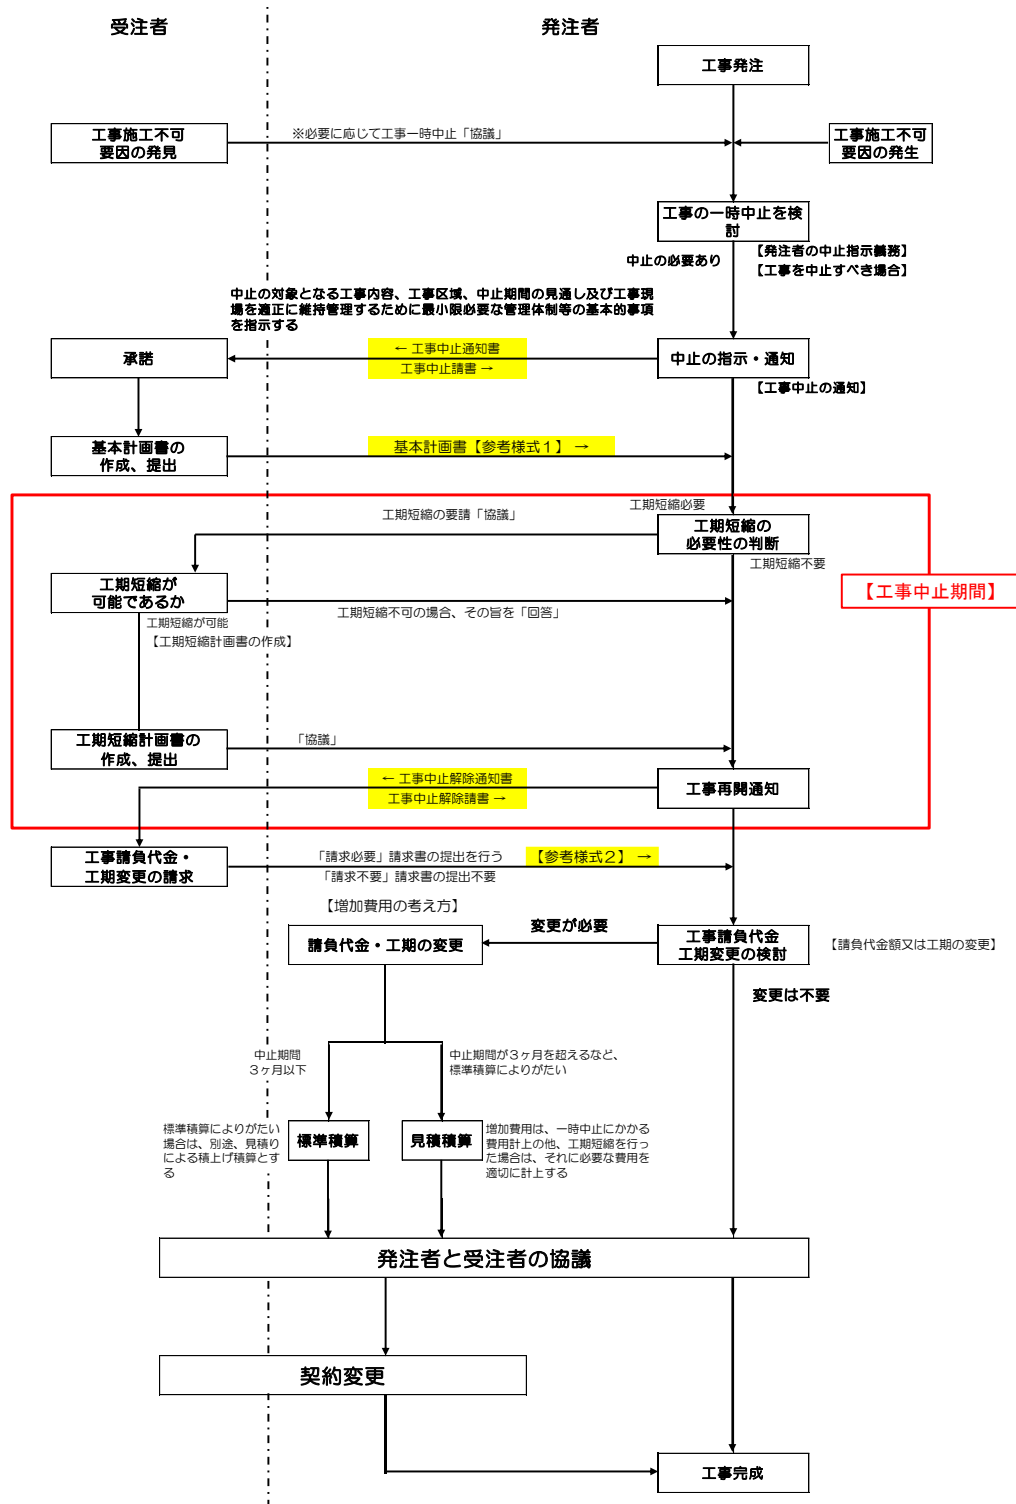 受注者
発注者
工事発注
工事施工不可
要因の発見
※必要に応じて工事一時中止「協議」
工事施工不可
要因の発生
工事の一時中止を検
討
中止の必要あり
【発注者の中止指示義務】
【工事を中止すべき場合】
中止の対象となる工事内容、工事区域、中止期間の見通し及び工事現
場を適正に維持管理するために最小限必要な管理体制等の基本的事項
を指示する
承諾
← 工事中止通知書
工事中止請書 →
中止の指示・通知
【工事中止の通知】
基本計画書の
作成、提出
基本計画書【参考様式１】 →
工期短縮必要
工期短縮の要請「協議」
工期短縮の
必要性の判断
工期短縮不要
【工事中止期間】
工期短縮が
可能であるか
工期短縮不可の場合、その旨を「回答」
工期短縮が可能
【工期短縮計画書の作成】
工期短縮計画書の
作成、提出
「協議」
← 工事中止解除通知書
工事中止解除請書 →
工事再開通知
工事請負代金・
工期変更の請求
「請求必要」請求書の提出を行う
【参考様式２】 →
「請求不要」請求書の提出不要
【増加費用の考え方】
請負代金・工期の変更
変更が必要
工事請負代金
工期変更の検討
【請負代金額又は工期の変更】
変更は不要
中止期間
３ヶ月以下
中止期間が３ヶ月を超えるなど、
標準積算によりがたい
標準積算によりがたい
場合は、別途、見積り
による積上げ積算とす
る
標準積算
見積積算
増加費用は、一時中止にかかる
費用計上の他、工期短縮を行っ
た場合は、それに必要な費用を
適切に計上する
発注者と受注者の協議
契約変更
工事完成